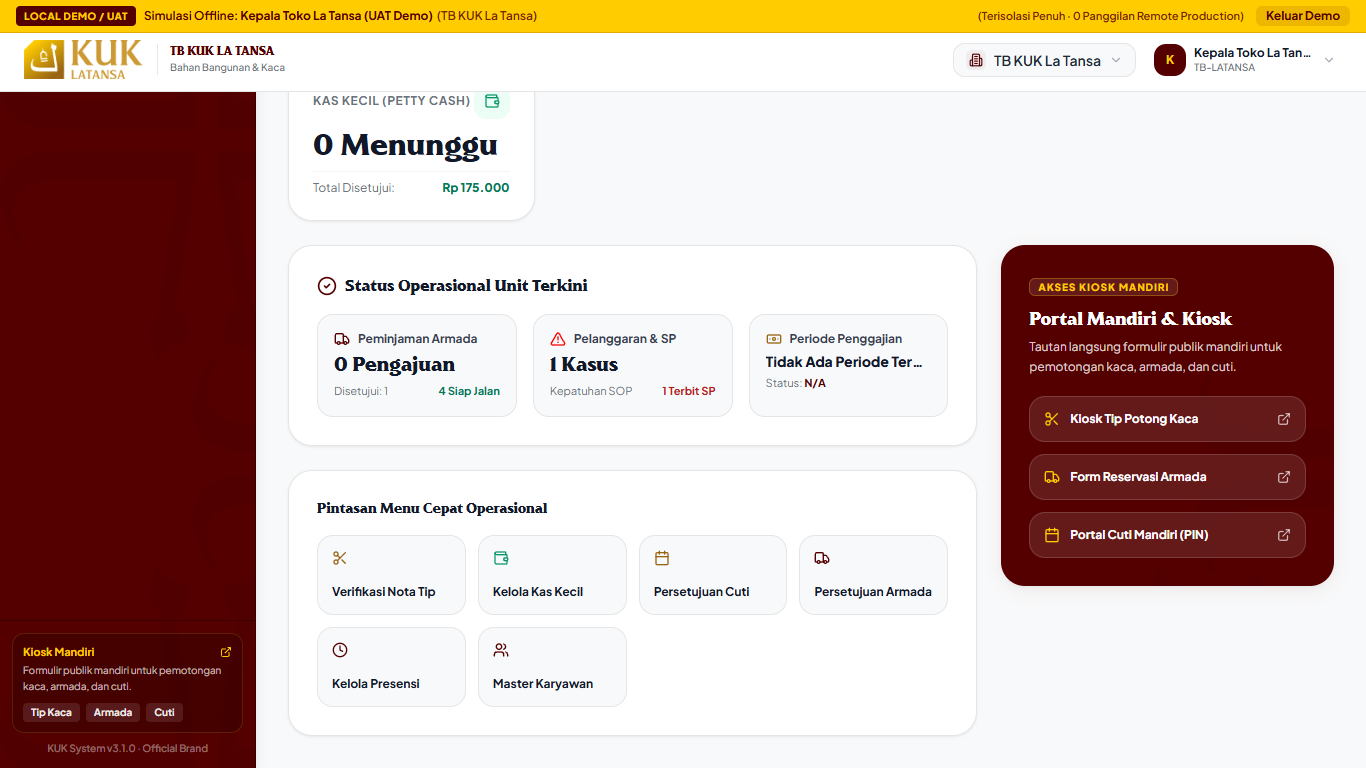 LOCAL DEMO / UAT Simulasi Offline: Kepala Toko La Tansa (UAT Demo) (TB KUK La Tansa) (Terisolasi Penuh · 0 Panggilan Remote Production) Keluar Demo
KUK
LATANSA
TB KUK LA TANSA
Bahan Bangunan & Kaca
TB KUK La Tansa
K
Kepala Toko La Tan...
TB-LATANSA
KAS KECIL (PETTY CASH)
0 Menunggu
Total Disetujui: Rp 175.000
Status Operasional Unit Terkini
Peminjaman Armada
0 Pengajuan
Disetujui: 1 4 Siap Jalan
Pelanggaran & SP
1 Kasus
Kepatuhan SOP 1 Terbit SP
Periode Penggajian
Tidak Ada Periode Ter...
Status: N/A
Pintasan Menu Cepat Operasional
Verifikasi Nota Tip
Kelola Kas Kecil
Persetujuan Cuti
Persetujuan Armada
Kelola Presensi
Master Karyawan
AKSES KIOSK MANDIRI
Portal Mandiri & Kiosk
Tautan langsung formulir publik mandiri untuk
pemotongan kaca, armada, dan cuti.
Kiosk Tip Potong Kaca
Form Reservasi Armada
Portal Cuti Mandiri (PIN)
Kiosk Mandiri
Formulir publik mandiri untuk pemotongan
kaca, armada, dan cuti.
Tip Kaca Armada Cuti
KUK System v3.1.0 · Official Brand